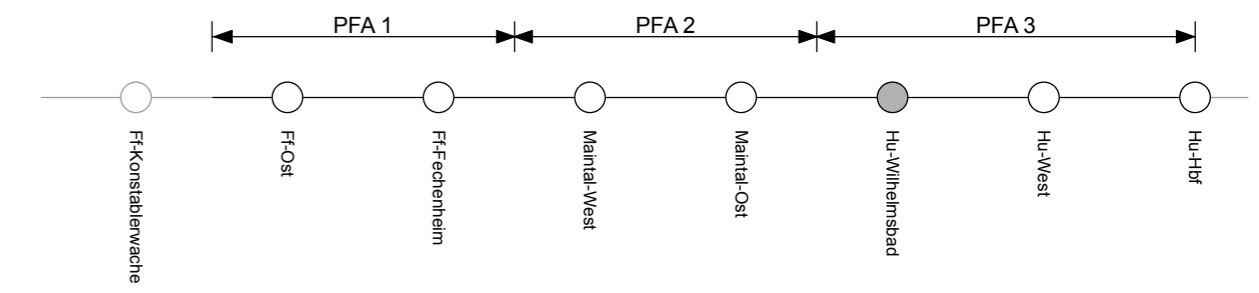 PFA 1
PFA 2
PFA 3
Ff-Konstablerwache
Ff-Ost
Ff-Fechenheim
Maintal-West
Maintal-Ost
Hu-Wilhelmsbad
Hu-West
Hu-Hbf